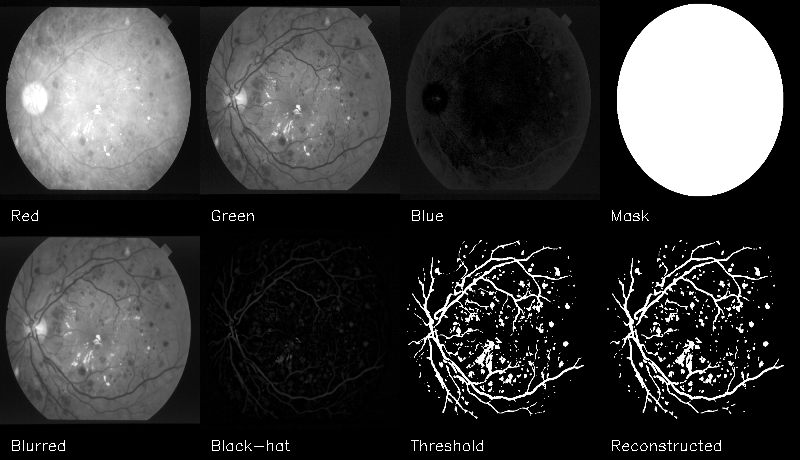 Red
Green
Blue
Mask
Blurred
Black-hat
Threshold
Reconstructed